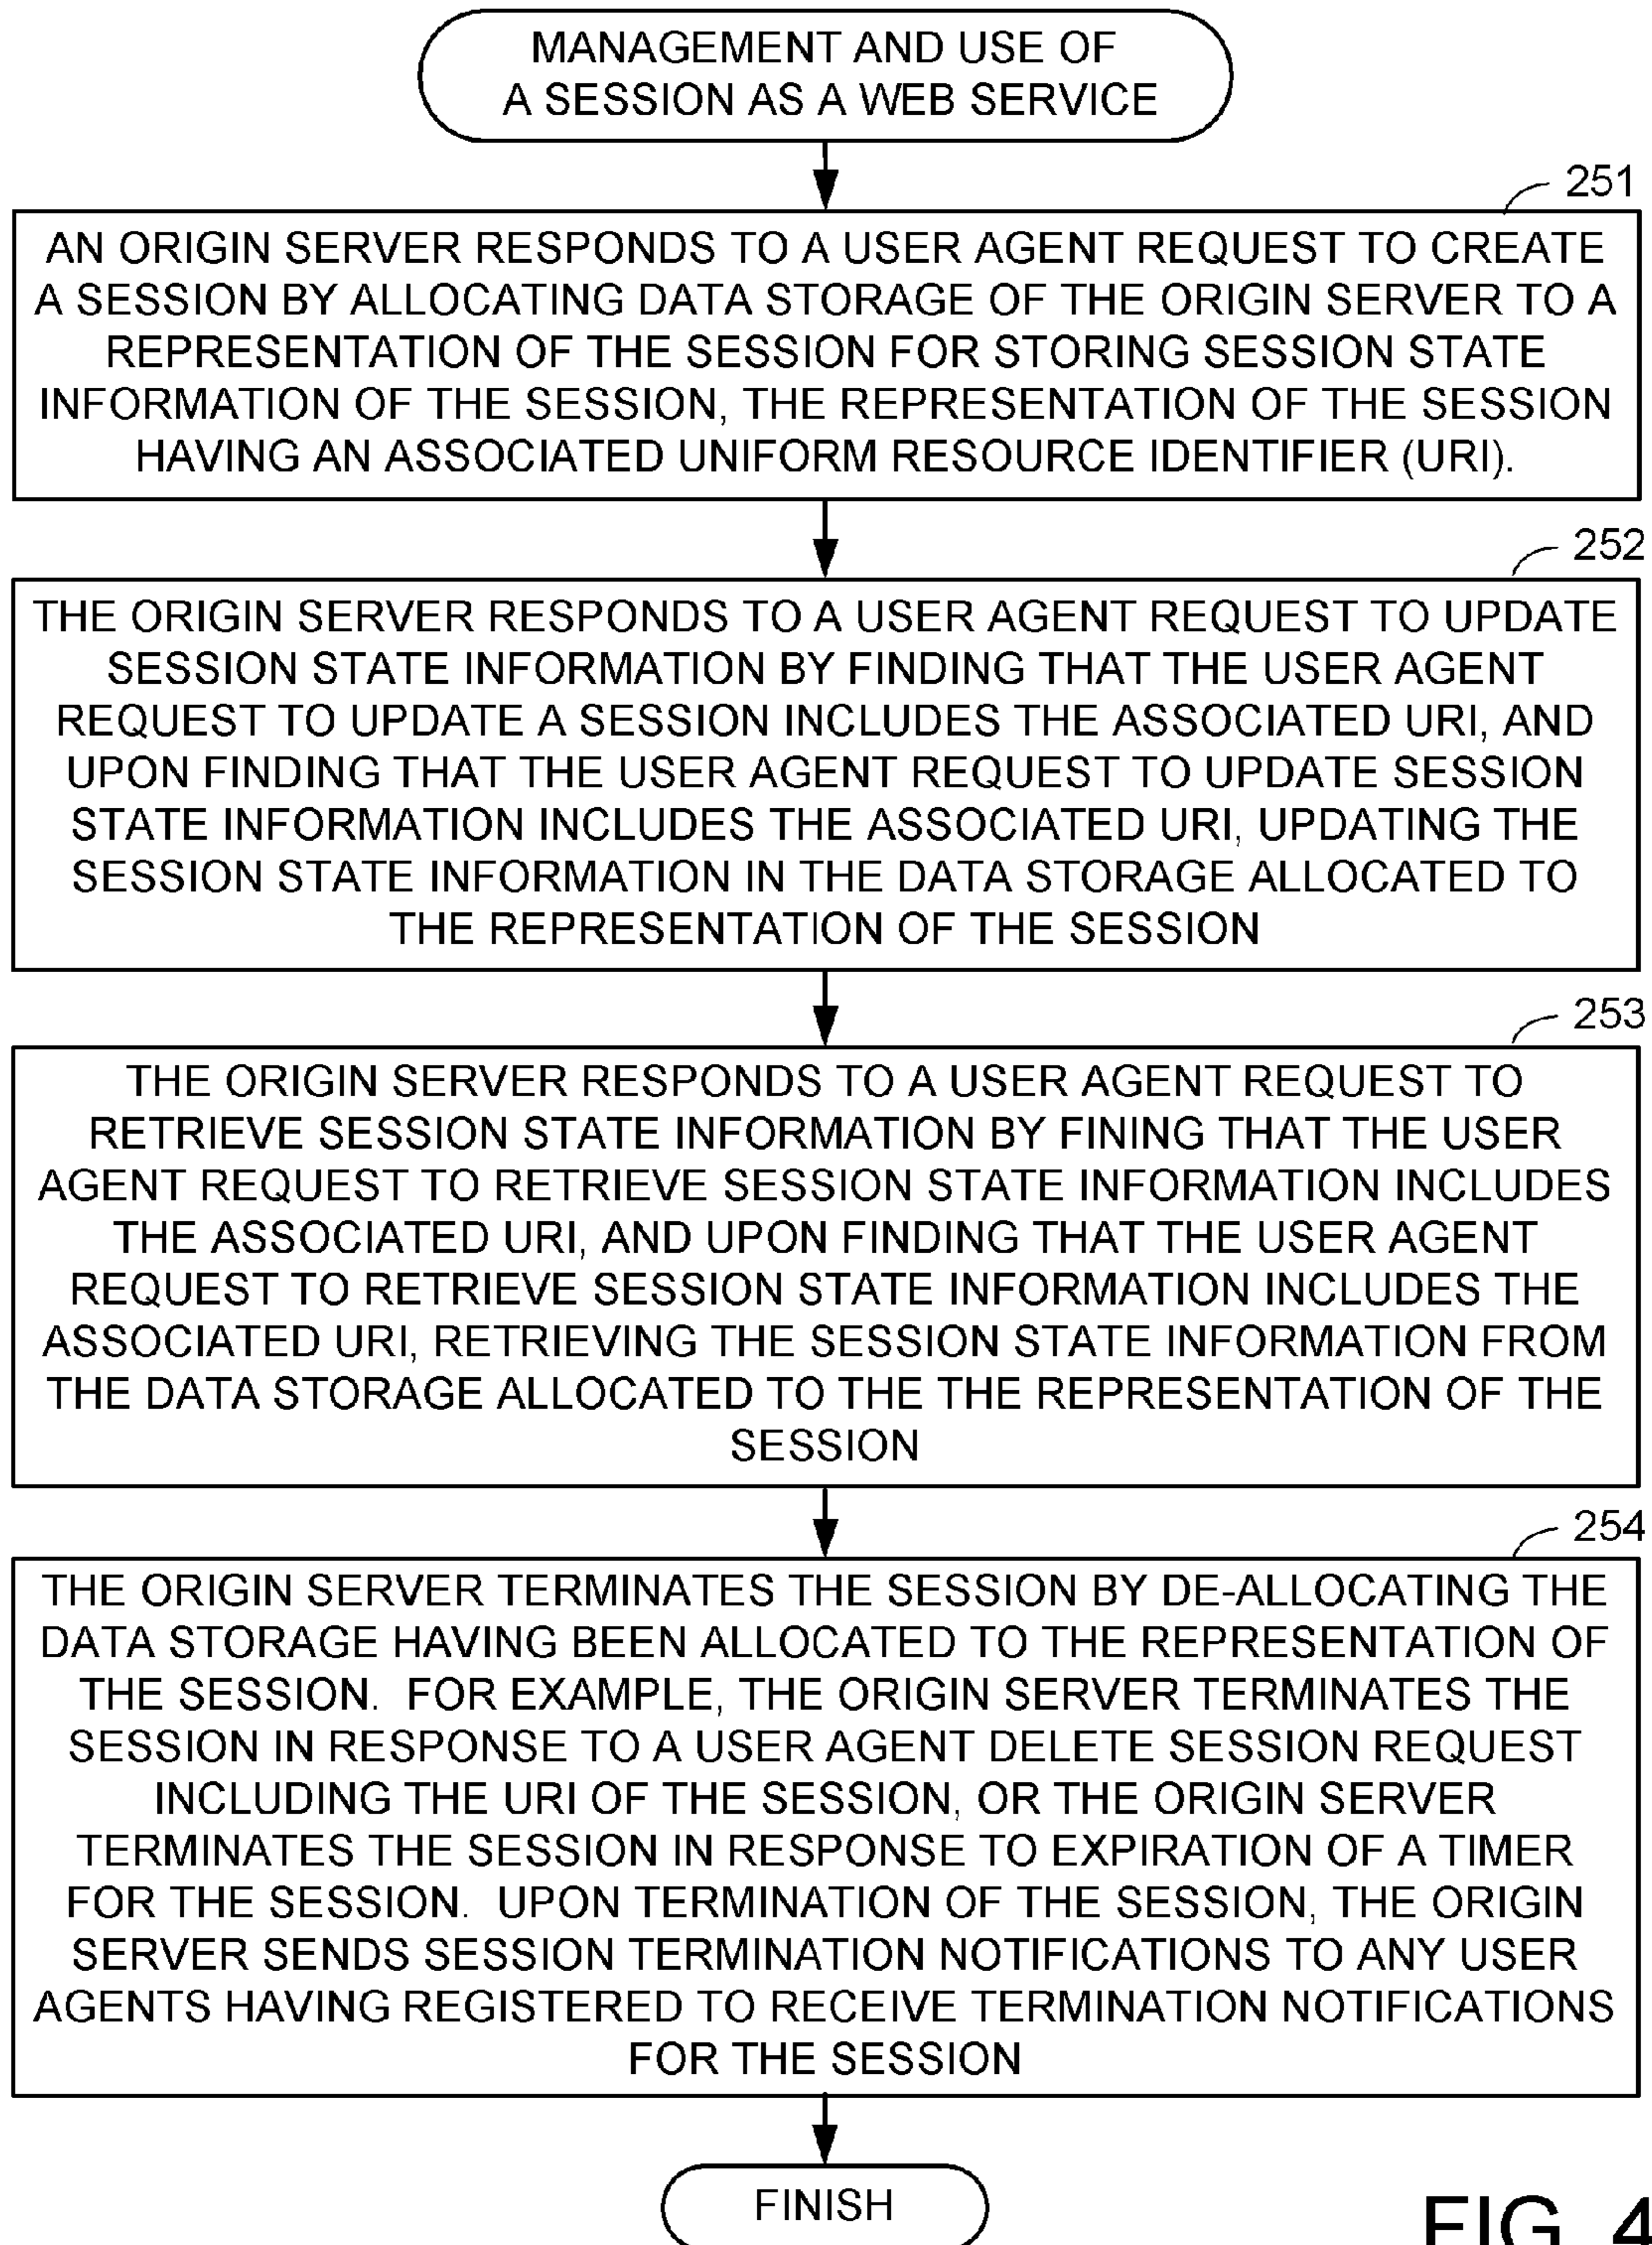 MANAGEMENT AND USE OF
A SESSION AS A WEB SERVICE
251
AN ORIGIN SERVER RESPONDS TO A USER AGENT REQUEST TO CREATE
A SESSION BY ALLOCATING DATA STORAGE OF THE ORIGIN SERVER TO A
REPRESENTATION OF THE SESSION FOR STORING SESSION STATE
INFORMATION OF THE SESSION, THE REPRESENTATION OF THE SESSION
HAVING AN ASSOCIATED UNIFORM RESOURCE IDENTIFIER (URI).
252
THE ORIGIN SERVER RESPONDS TO A USER AGENT REQUEST TO UPDATE
SESSION STATE INFORMATION BY FINDING THAT THE USER AGENT
REQUEST TO UPDATE A SESSION INCLUDES THE ASSOCIATED URI, AND
UPON FINDING THAT THE USER AGENT REQUEST TO UPDATE SESSION
STATE INFORMATION INCLUDES THE ASSOCIATED URI, UPDATING THE
SESSION STATE INFORMATION IN THE DATA STORAGE ALLOCATED TO
THE REPRESENTATION OF THE SESSION
253
THE ORIGIN SERVER RESPONDS TO A USER AGENT REQUEST TO
RETRIEVE SESSION STATE INFORMATION BY FINING THAT THE USER
AGENT REQUEST TO RETRIEVE SESSION STATE INFORMATION INCLUDES
THE ASSOCIATED URI, AND UPON FINDING THAT THE USER AGENT
REQUEST TO RETRIEVE SESSION STATE INFORMATION INCLUDES THE
ASSOCIATED URI, RETRIEVING THE SESSION STATE INFORMATION FROM
THE DATA STORAGE ALLOCATED TO THE THE REPRESENTATION OF THE
SESSION
254
THE ORIGIN SERVER TERMINATES THE SESSION BY DE-ALLOCATING THE
DATA STORAGE HAVING BEEN ALLOCATED TO THE REPRESENTATION OF
THE SESSION. FOR EXAMPLE, THE ORIGIN SERVER TERMINATES THE
SESSION IN RESPONSE TO A USER AGENT DELETE SESSION REQUEST
INCLUDING THE URI OF THE SESSION, OR THE ORIGIN SERVER
TERMINATES THE SESSION IN RESPONSE TO EXPIRATION OF A TIMER
FOR THE SESSION. UPON TERMINATION OF THE SESSION, THE ORIGIN
SERVER SENDS SESSION TERMINATION NOTIFICATIONS TO ANY USER
AGENTS HAVING REGISTERED TO RECEIVE TERMINATION NOTIFICATIONS
FOR THE SESSION
FINISH
FIG. 4